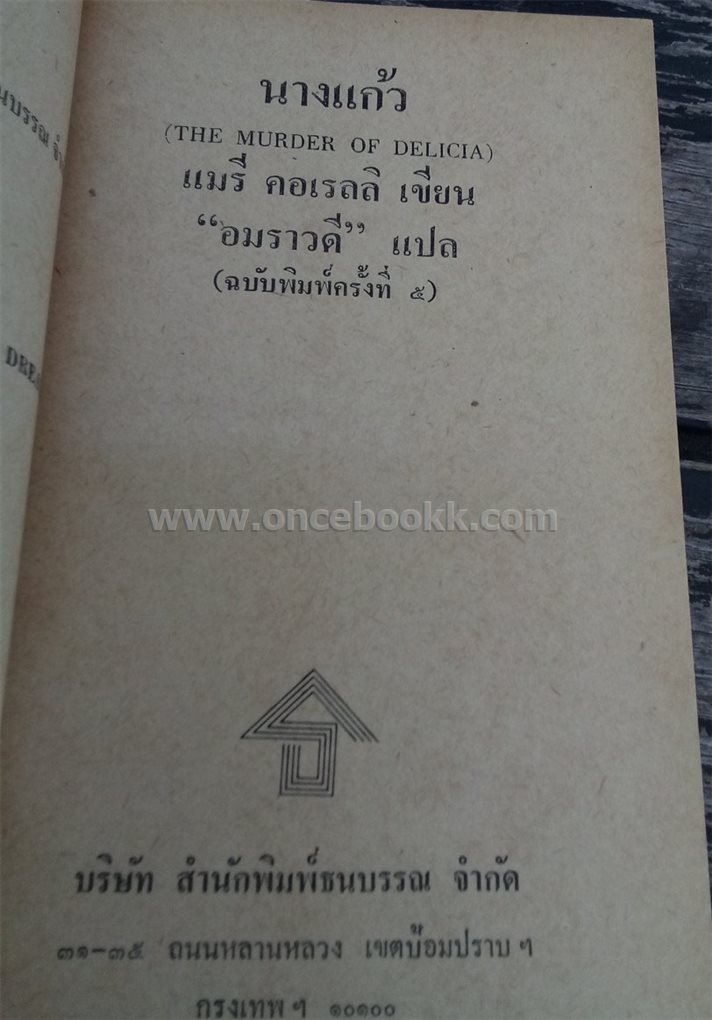 นางแก้ว
(THE MURDER OF DELICIA)
แมรี่ คอเรลลิ เขียน
“อมราวดี” แปล
(ฉบับพิมพ์ครั้งที่ ๕)
www.oncebookk.com
บริษัท สำนักพิมพ์ธนบรรณ จำกัด
๓๑-๓๕ ถนนหลานหลวง เขตป้อมปราบ ฯ
กรุงเทพ ฯ ๑๐๑๐๐